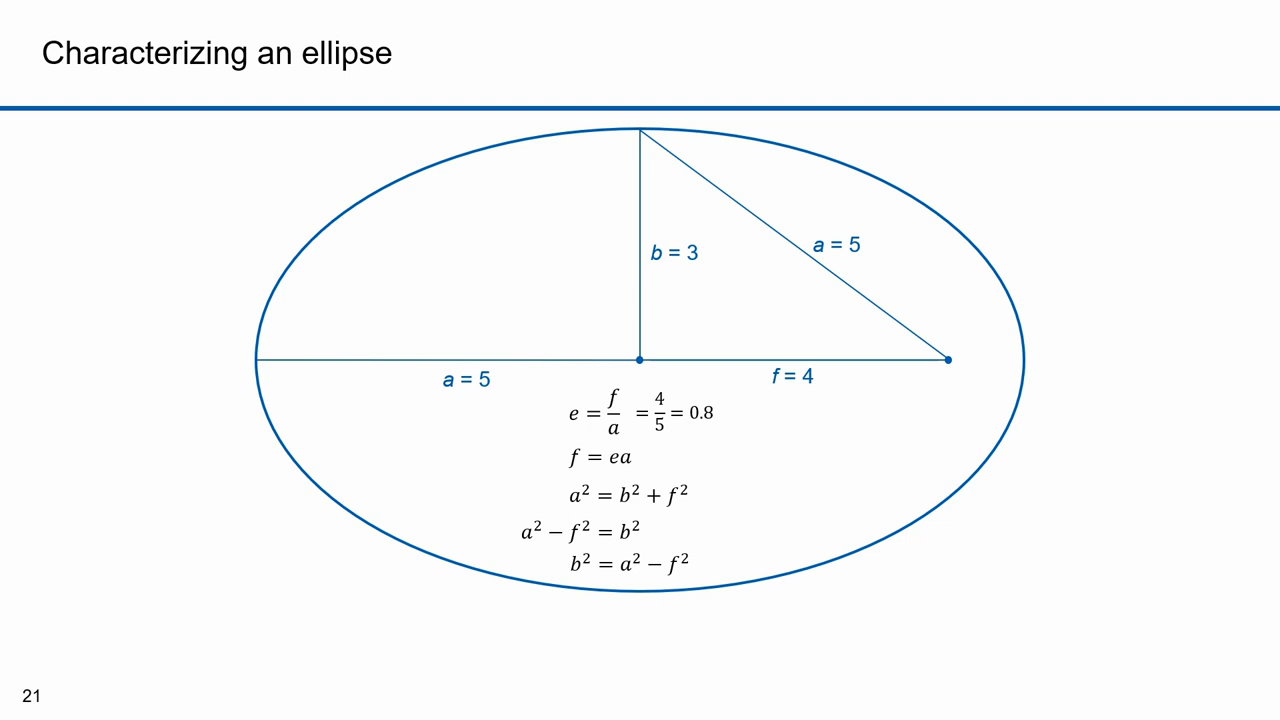 Characterizing an ellipse
b = 3
a = 5
a = 5
f = 4
e = f/a = 4/5 = 0.8
f = ea
a² = b² + f²
a² − f² = b²
b² = a² − f²
21